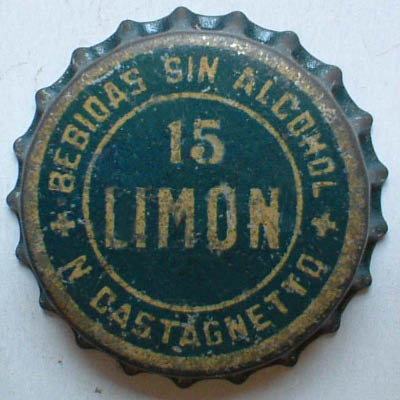 BEBIDAS SIN ALCOHOL
15
LIMON
N CASTAGNETTO